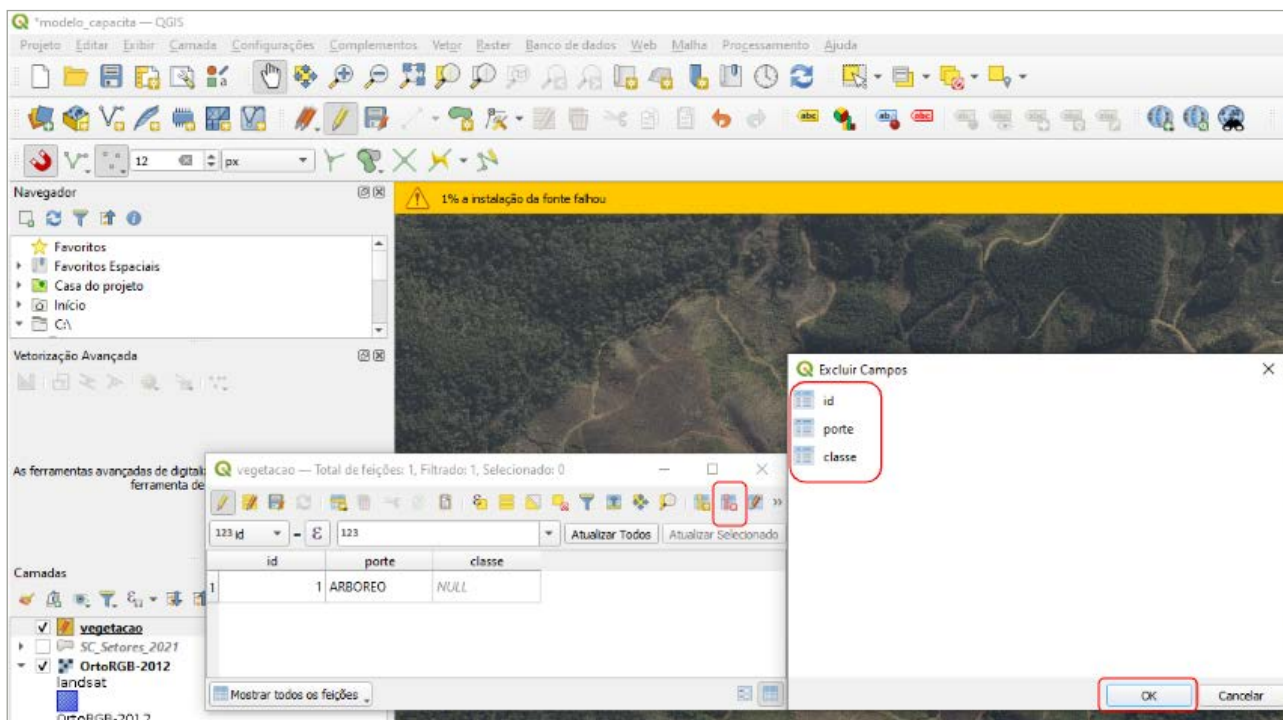 *modelo_capacita — QGIS
Projeto Editar Exibir Camada Configurações Complementos Vetor Raster Banco de dados Web Malha Processamento Ajuda
abc
12 px
Navegador
1% a instalação da fonte falhou
Favoritos
Favoritos Espaciais
Casa do projeto
Início
C:\
Vetorização Avançada
Excluir Campos
id
porte
classe
As ferramentas avançadas de digital
ferramenta de
vegetacao — Total de feições: 1, Filtrado: 1, Selecionado: 0
123 id = ε 123 Atualizar Todos Atualizar Selecionado
id porte classe
1 1 ARBOREO NULL
Camadas
vegetacao
SC_Setores_2021
OrtoRGB-2012
landsat
OrtoRGB-2012
Mostrar todos os feições
OK Cancelar